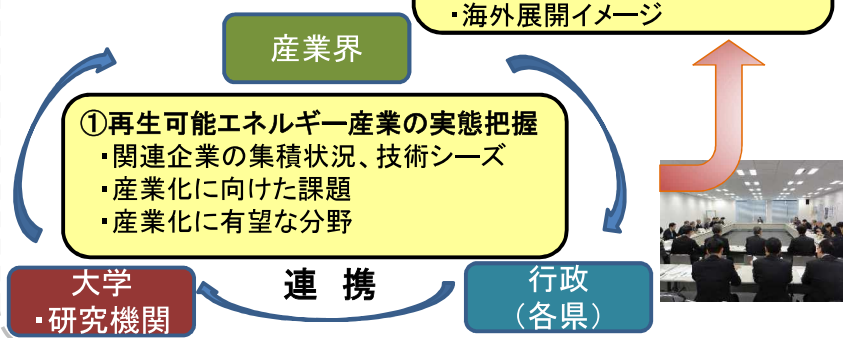 ・海外展開イメージ
産業界
①再生可能エネルギー産業の実態把握
・関連企業の集積状況、技術シーズ
・産業化に向けた課題
・産業化に有望な分野
大学
・研究機関
連 携
行政
（各県）